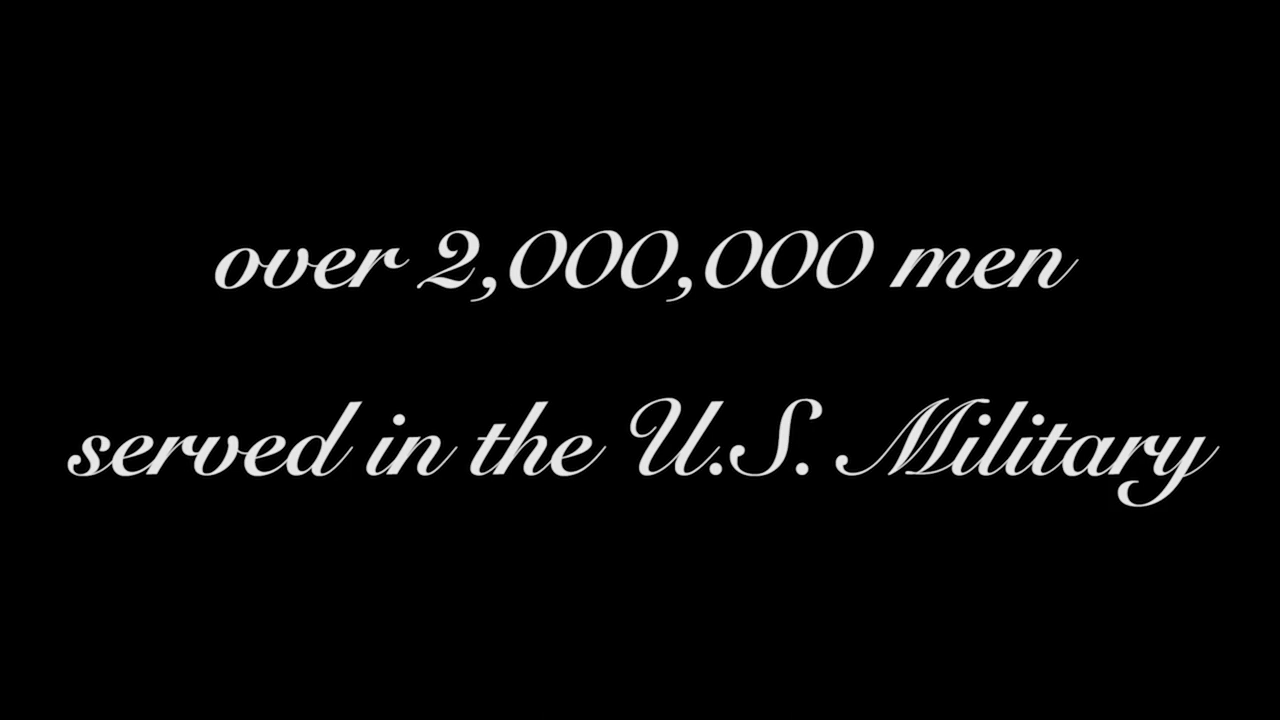 over 2,000,000 men
served in the U.S. Military